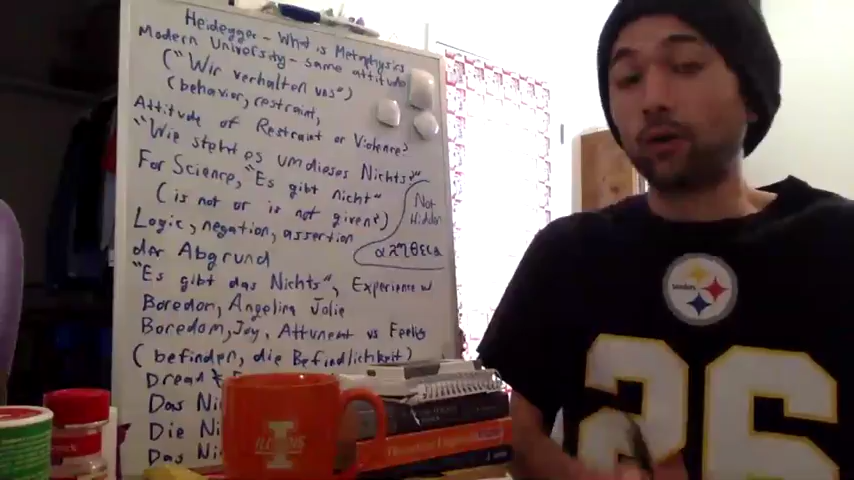 Heidegger - What is Metaphysics
Modern University - same attitude
("Wir verhalten uns")
(behavior, restraint,
Attitude of Restraint or Violence?
"Wie steht es um dieses Nichts?"
For Science, "Es gibt nicht"
(is not or is not given?)
Not
Hidden
Logic, negation, assertion
der Abgrund
"Es gibt das Nichts", Experience w
Boredom, Angelina Jolie
Boredom, Joy, Attunement vs
(befinden, die Befindlichkeit)
Dread
Das Ni
Die Ni
Das Ni
ILLINOIS
I
Steelers
26